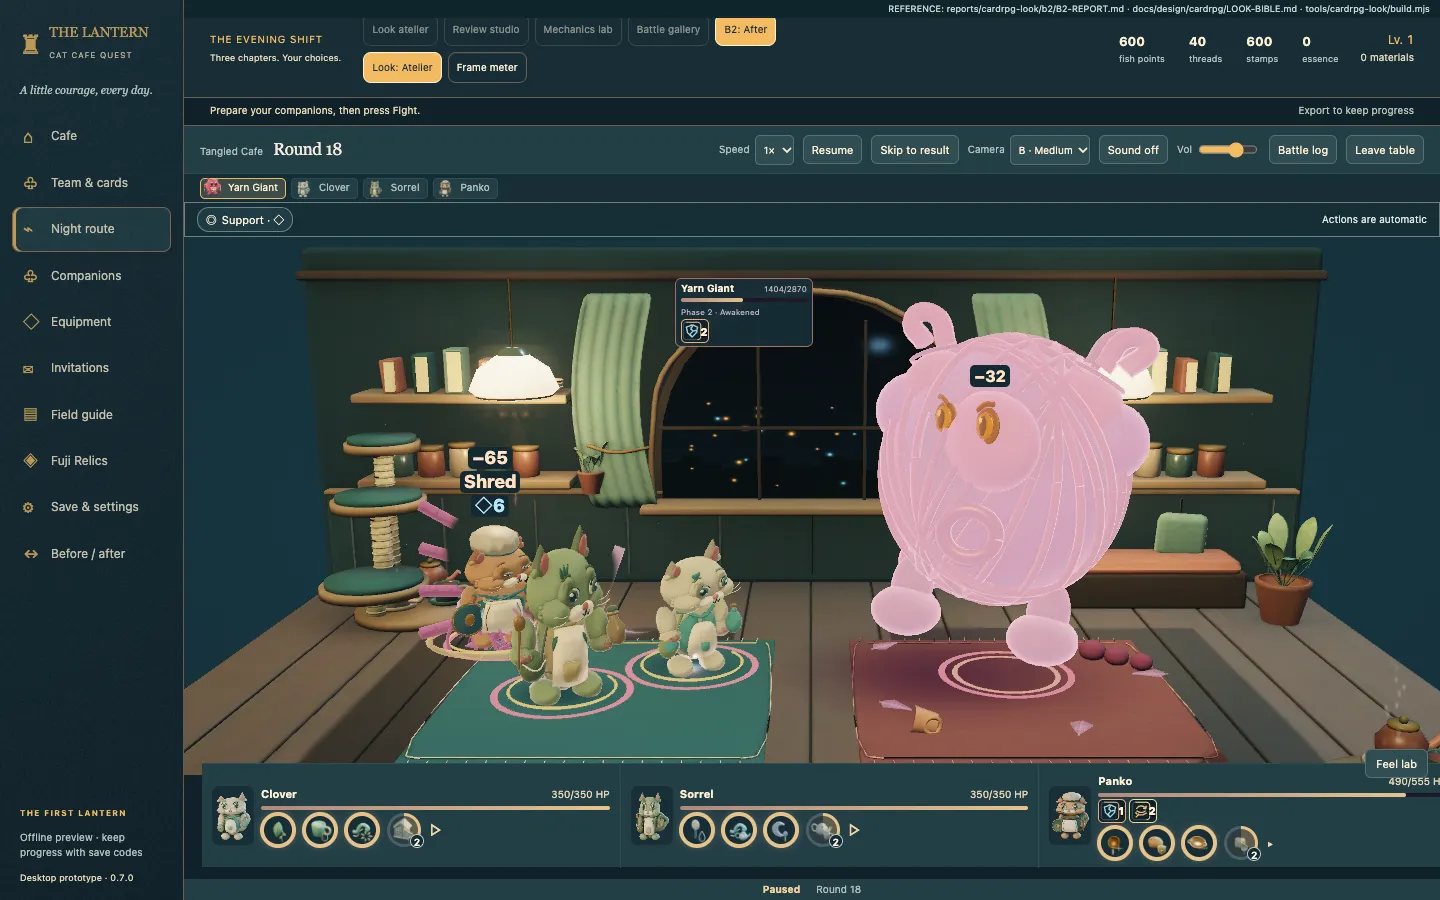 REFERENCE: reports/cardrpg-look/b2/B2-REPORT.md · docs/design/cardrpg/LOOK-BIBLE.md · tools/cardrpg-look/build.mjs
THE LANTERN
CAT CAFE QUEST
A little courage, every day.
Cafe
Team & cards
Night route
Companions
Equipment
Invitations
Field guide
Fuji Relics
Save & settings
Before / after
THE FIRST LANTERN
Offline preview · keep
progress with save codes
Desktop prototype · 0.7.0
THE EVENING SHIFT
Three chapters. Your choices.
Look atelier
Review studio
Mechanics lab
Battle gallery
B2: After
Look: Atelier
Frame meter
600
fish points
40
threads
600
stamps
0
essence
Lv. 1
0 materials
Prepare your companions, then press Fight.
Export to keep progress
Tangled Cafe
Round 18
Speed
1×
Resume
Skip to result
Camera
B · Medium
Sound off
Vol
Battle log
Leave table
Yarn Giant
Clover
Sorrel
Panko
Support · ◇
Actions are automatic
Yarn Giant
1404/2870
Phase 2 · Awakened
2
−32
−65
Shred
◇6
Feel lab
Clover
350/350 HP
2
Sorrel
350/350 HP
2
Panko
490/555 H
1
2
2
Paused
Round 18